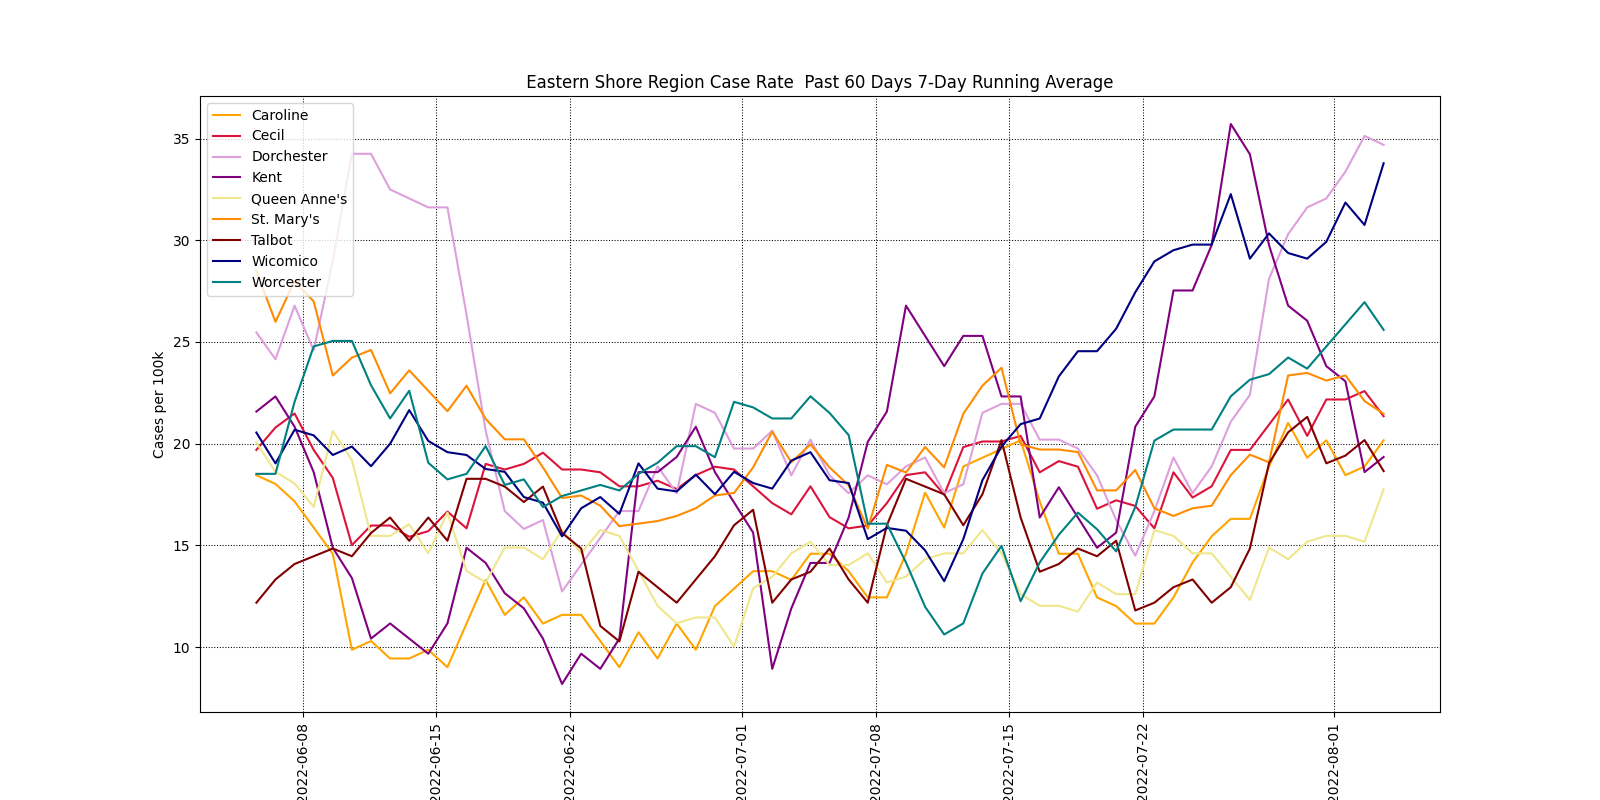 Eastern Shore Region Case Rate  Past 60 Days 7-Day Running Average
Caroline
Cecil
Dorchester
Kent
Queen Anne's
St. Mary's
Talbot
Wicomico
Worcester
Cases per 100k
35
30
25
20
15
10
2022-06-08
2022-06-15
2022-06-22
2022-07-01
2022-07-08
2022-07-15
2022-07-22
2022-08-01